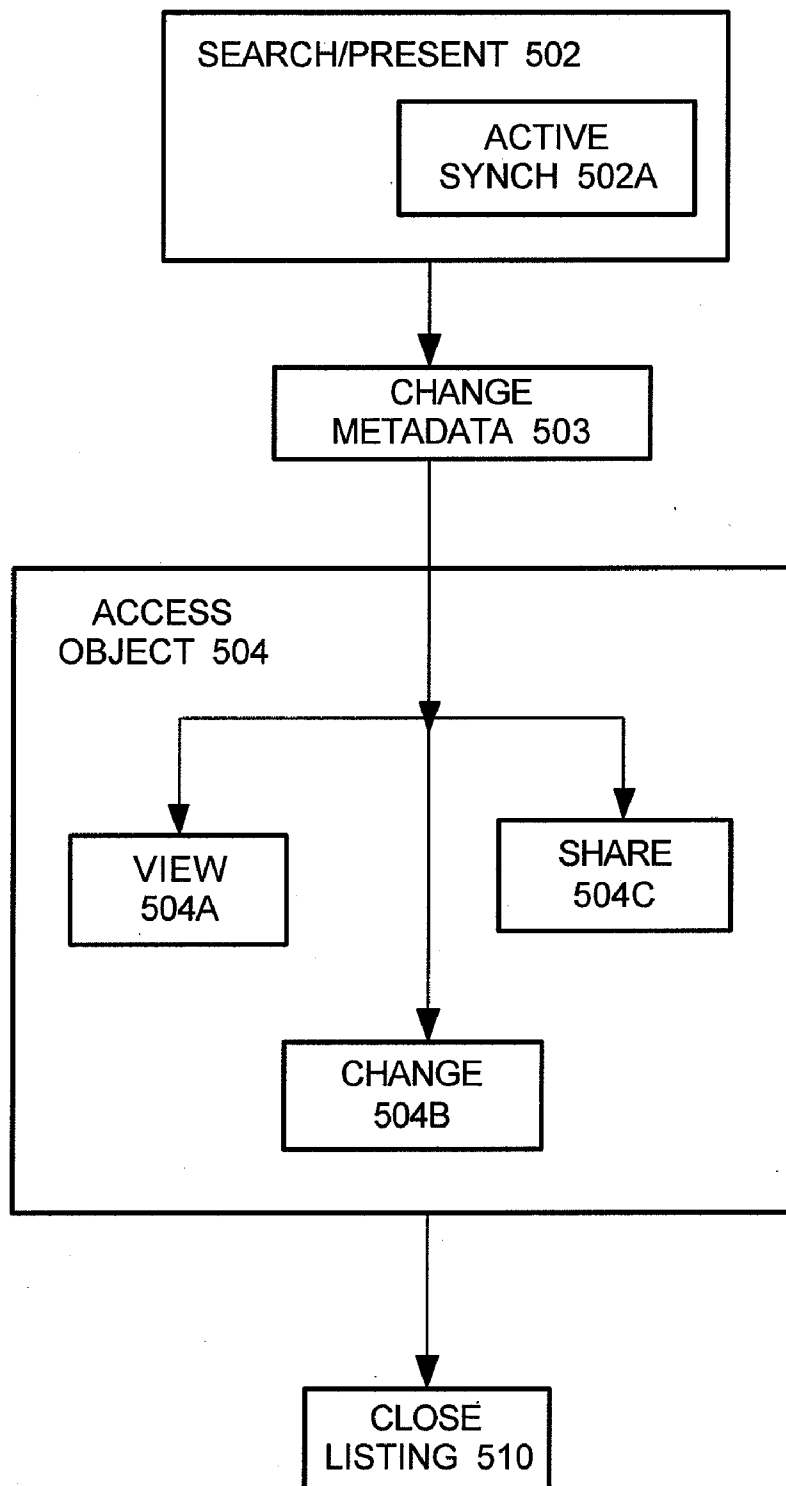 SEARCH/PRESENT 502
ACTIVE
SYNCH 502A
CHANGE
METADATA 503
ACCESS
OBJECT 504
VIEW
504A
SHARE
504C
CHANGE
504B
CLOSE
LISTING 510